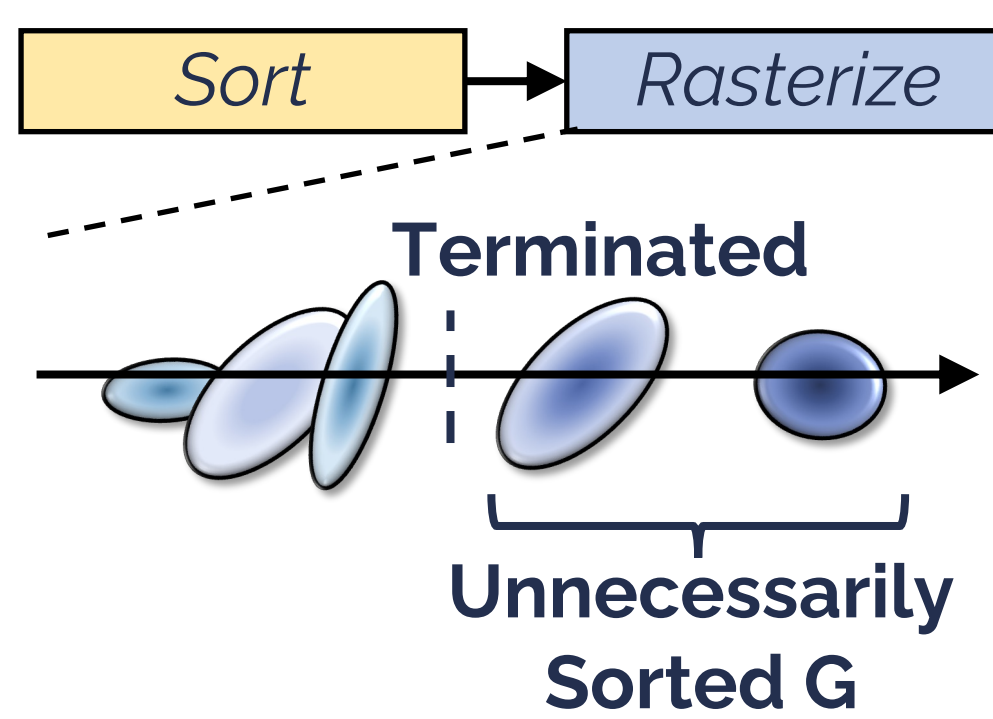 Sort
Rasterize
Terminated
Unnecessarily
Sorted G